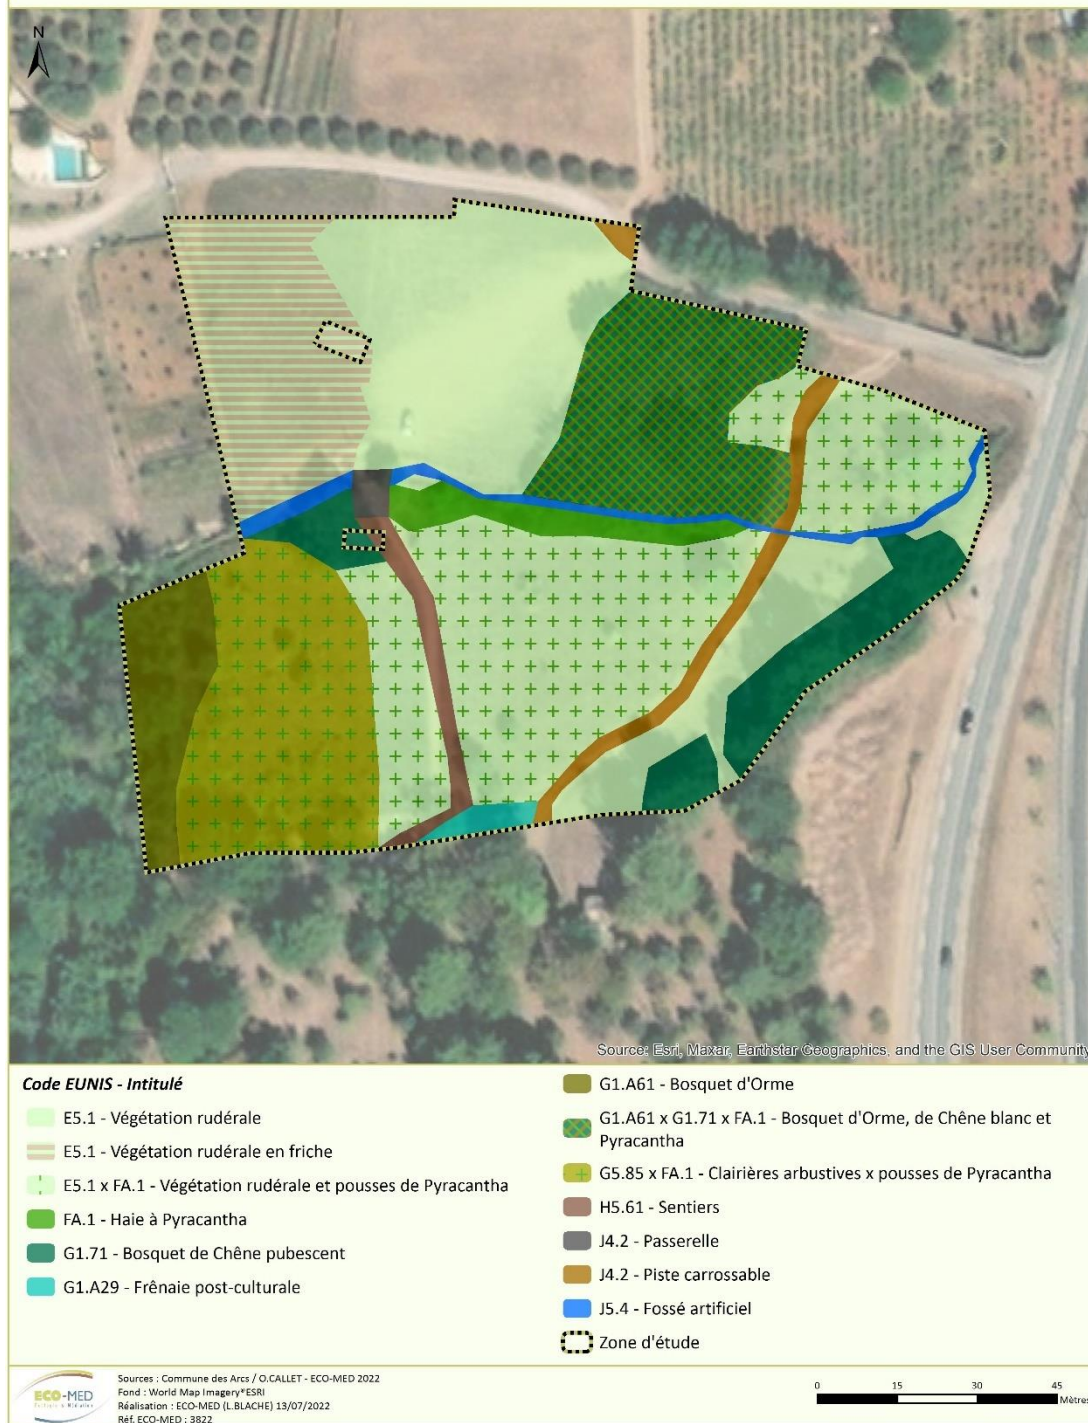 N
Source: Esri, Maxar, Earthstar Geographics, and the GIS User Community
Code EUNIS - Intitulé
E5.1 - Végétation rudérale
E5.1 - Végétation rudérale en friche
E5.1 x FA.1 - Végétation rudérale et pousses de Pyracantha
FA.1 - Haie à Pyracantha
G1.71 - Bosquet de Chêne pubescent
G1.A29 - Frênaie post-culturale
G1.A61 - Bosquet d'Orme
G1.A61 x G1.71 x FA.1 - Bosquet d'Orme, de Chêne blanc et
Pyracantha
G5.85 x FA.1 - Clairières arbustives x pousses de Pyracantha
H5.61 - Sentiers
J4.2 - Passerelle
J4.2 - Piste carrossable
J5.4 - Fossé artificiel
Zone d'étude
ECO-MED
Sources : Commune des Arcs / O.CALLET - ECO-MED 2022
Fond : World Map Imagery®ESRI
Réalisation : ECO-MED (L.BLACHE) 13/07/2022
Réf. ECO-MED : 3822
0 15 30 45
Mètres